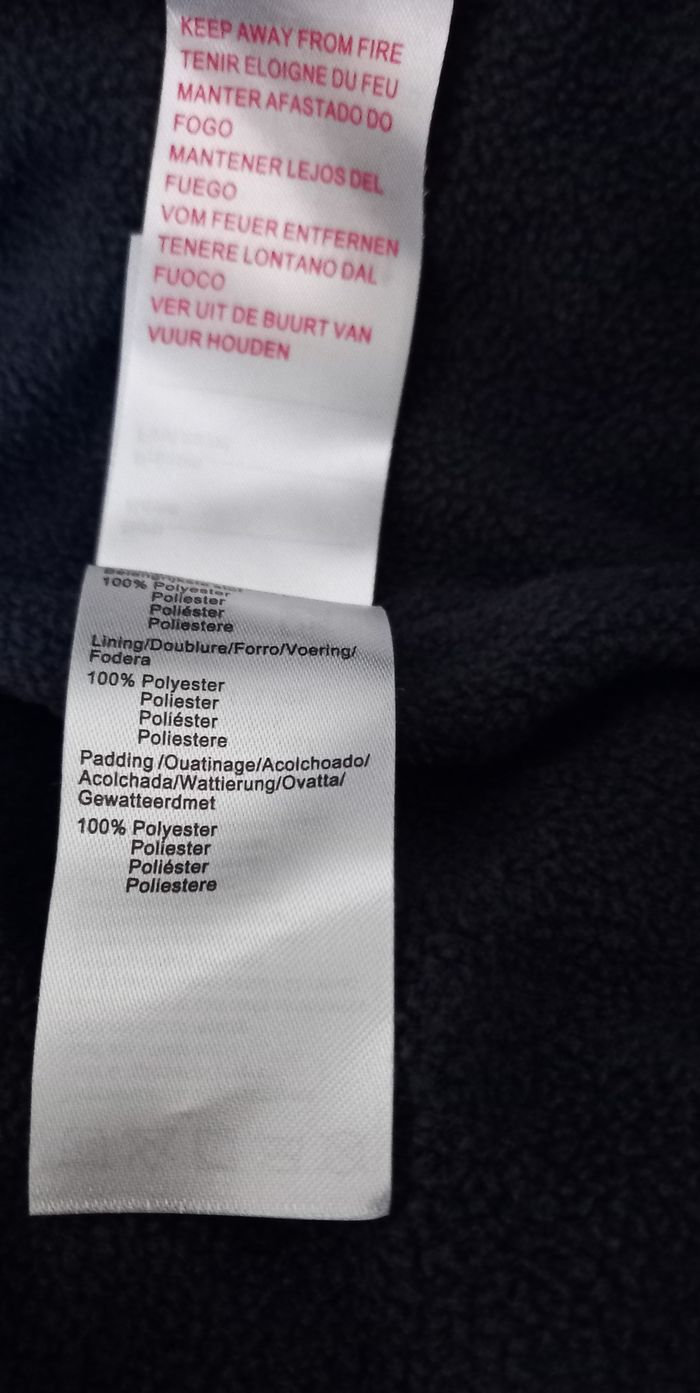 KEEP AWAY FROM FIRE
TENIR ELOIGNE DU FEU
MANTER AFASTADO DO
FOGO
MANTENER LEJOS DEL
FUEGO
VOM FEUER ENTFERNEN
TENERE LONTANO DAL
FUOCO
VER UIT DE BUURT VAN
VUUR HOUDEN
100% Polyester
Poliester
Poliéster
Poliestere
Lining/Doublure/Forro/Voering/
Fodera
100% Polyester
Poliester
Poliéster
Poliestere
Padding/Ouatinage/Acolchoado/
Acolchada/Wattierung/Ovatta/
Gewatteerdmet
100% Polyester
Poliester
Poliéster
Poliestere